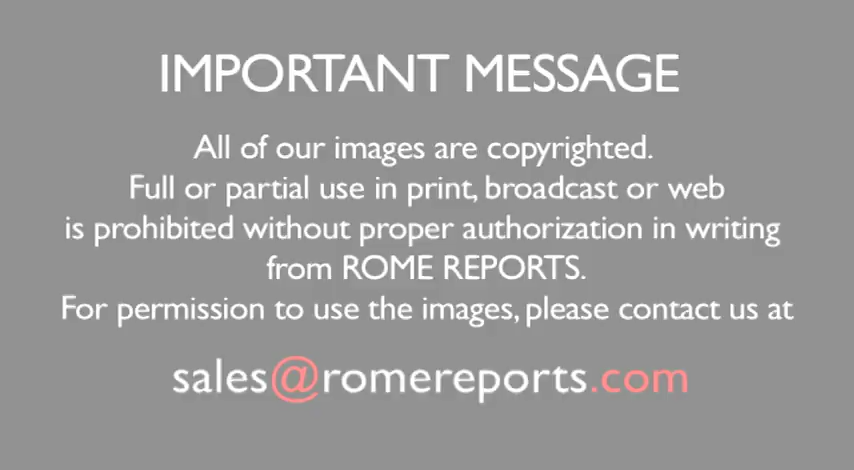 IMPORTANT MESSAGE
All of our images are copyrighted.
Full or partial use in print, broadcast or web
is prohibited without proper authorization in writing
from ROME REPORTS.
For permission to use the images, please contact us at
sales@romereports.com